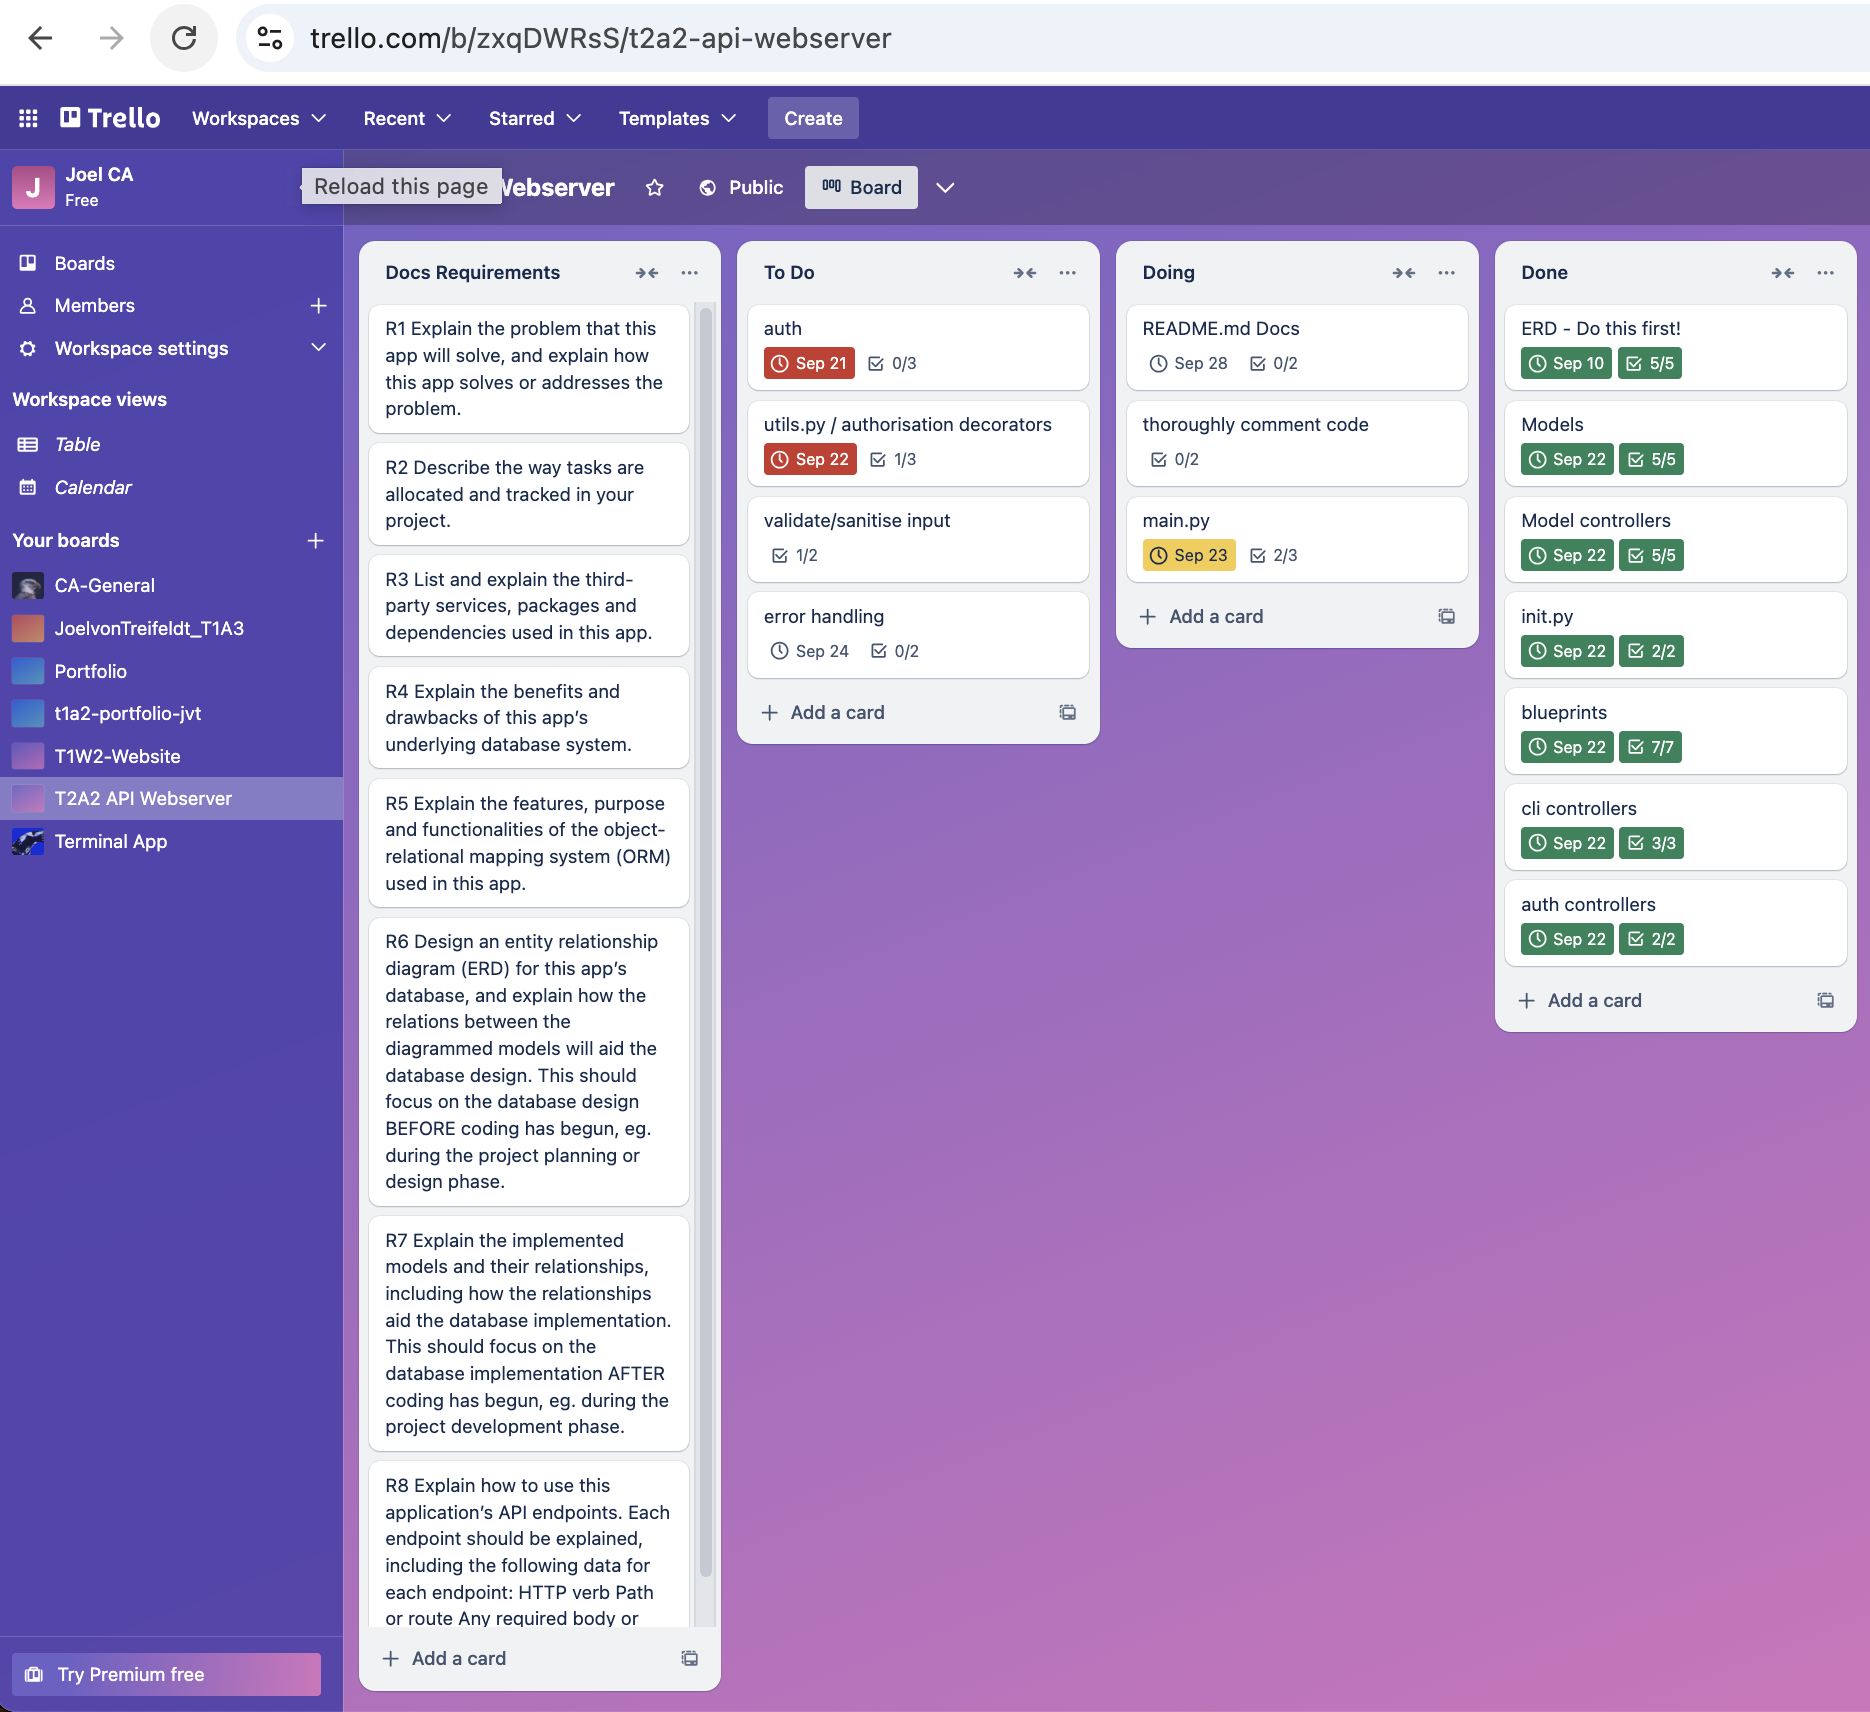 trello.com/b/zxqDWRsS/t2a2-api-webserver
Trello
Workspaces
Recent
Starred
Templates
Create
J
Joel CA
Free
Reload this page
Webserver
Public
Board
Boards
Members
Workspace settings
Workspace views
Table
Calendar
Your boards
CA-General
JoelvonTreifeldt_T1A3
Portfolio
t1a2-portfolio-jvt
T1W2-Website
T2A2 API Webserver
Terminal App
Try Premium free
Docs Requirements
R1 Explain the problem that this
app will solve, and explain how
this app solves or addresses the
problem.
R2 Describe the way tasks are
allocated and tracked in your
project.
R3 List and explain the third-
party services, packages and
dependencies used in this app.
R4 Explain the benefits and
drawbacks of this app’s
underlying database system.
R5 Explain the features, purpose
and functionalities of the object-
relational mapping system (ORM)
used in this app.
R6 Design an entity relationship
diagram (ERD) for this app’s
database, and explain how the
relations between the
diagrammed models will aid the
database design. This should
focus on the database design
BEFORE coding has begun, eg.
during the project planning or
design phase.
R7 Explain the implemented
models and their relationships,
including how the relationships
aid the database implementation.
This should focus on the
database implementation AFTER
coding has begun, eg. during the
project development phase.
R8 Explain how to use this
application’s API endpoints. Each
endpoint should be explained,
including the following data for
each endpoint: HTTP verb Path
or route Any required body or
Add a card
To Do
auth
Sep 21 0/3
utils.py / authorisation decorators
Sep 22 1/3
validate/sanitise input
1/2
error handling
Sep 24 0/2
Add a card
Doing
README.md Docs
Sep 28 0/2
thoroughly comment code
0/2
main.py
Sep 23 2/3
Add a card
Done
ERD - Do this first!
Sep 10 5/5
Models
Sep 22 5/5
Model controllers
Sep 22 5/5
init.py
Sep 22 2/2
blueprints
Sep 22 7/7
cli controllers
Sep 22 3/3
auth controllers
Sep 22 2/2
Add a card